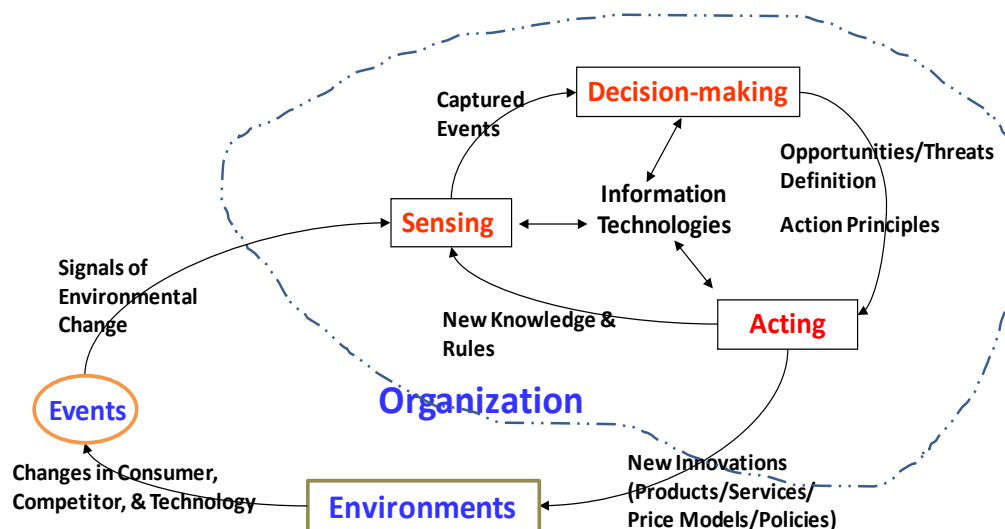 Decision-making
Captured
Events
Opportunities/Threats
Definition
Action Principles
Information
Technologies
Sensing
Signals of
Environmental
Change
New Knowledge &
Rules
Acting
Organization
Events
Changes in Consumer,
Competitor, & Technology
Environments
New Innovations
(Products/Services/
Price Models/Policies)